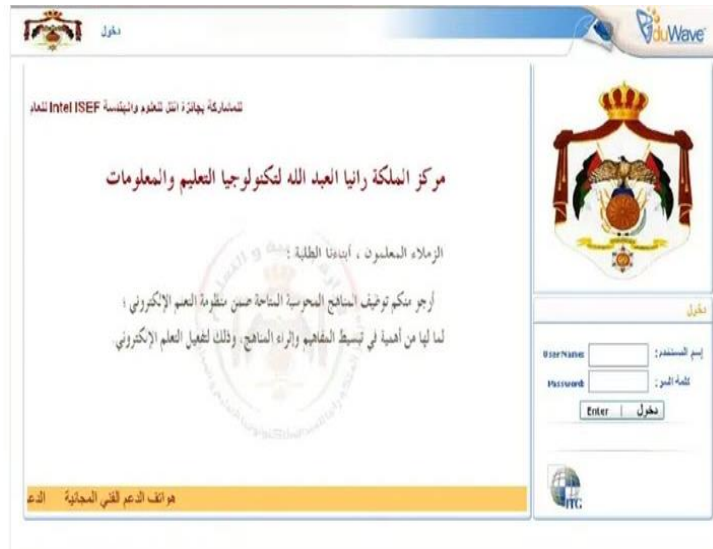 دخول
EduWave
للمشاركة بجائزة انتل للعلوم والهندسة Intel ISEF للعام
مركز الملكة رانيا العبد الله لتكنولوجيا التعليم والمعلومات
الزملاء المعلمون ، أبناءنا الطلبة :
أرجو منكم توظيف المناهج المحوسبة المتاحة ضمن منظومة التعلم الإلكتروني ؛
لما لها من أهمية في تبسيط المفاهيم وإثراء المناهج، وذلك لتفعيل التعلم الإلكتروني.
هواتف الدعم الفني المجانية الدعـ
دخول
إسم المستخدم : UserName:
كلمة المرور : Password:
دخول | Enter
ITG